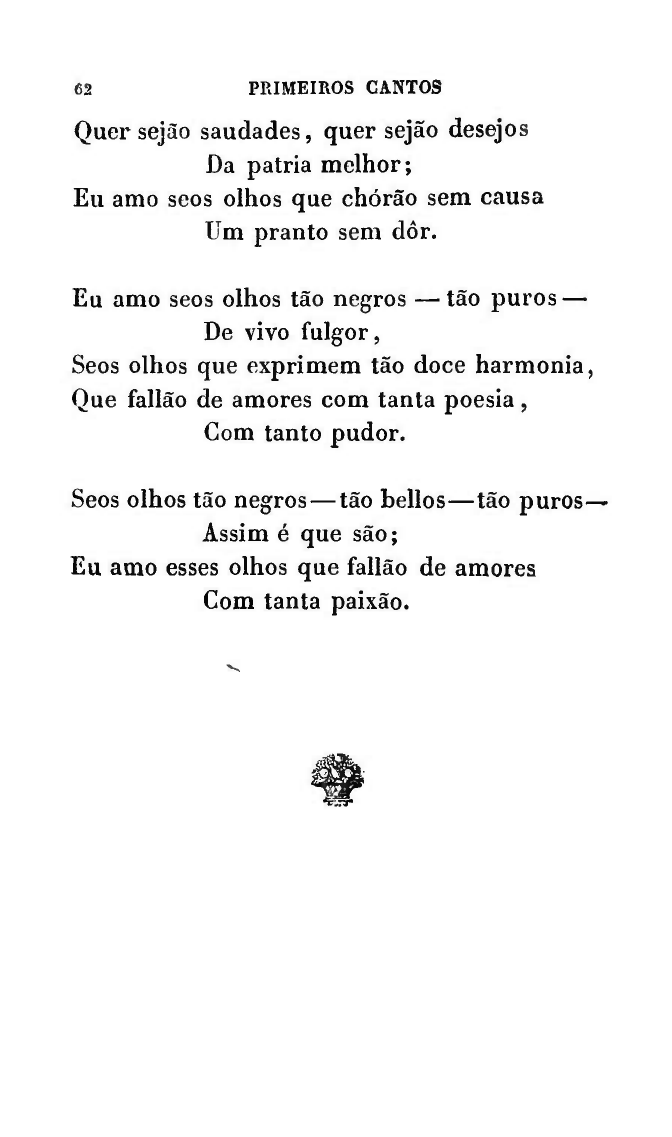 62 PRIMEIROS CANTOS
Quer sejão saudades, quer sejão desejos
Da patria melhor;
Eu amo seos olhos que chórão sem causa
Um pranto sem dôr.
Eu amo seos olhos tão negros — tão puros —
De vivo fulgor,
Seos olhos que exprimem tão doce harmonia,
Que fallão de amores com tanta poesia,
Com tanto pudor.
Seos olhos tão negros — tão bellos — tão puros —
Assim é que são;
Eu amo esses olhos que fallão de amores
Com tanta paixão.